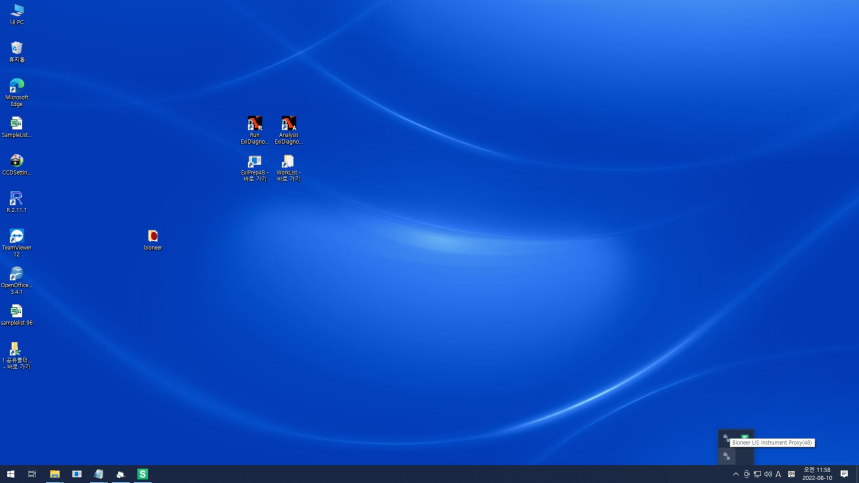 내 PC
휴지통
Microsoft
Edge
SampleList...
CCDSettin...
R 2.11.1
TeamViewer
12
OpenOffice...
3.4.1
samplelist 96
1.공유폴더...
- 바로 가기
bioneer
Run
ExiDiagno...
Analysis
ExiDiagno...
ExiPrep48 -
바로 가기
WorkList -
바로 가기
Bioneer LIS Instrument Proxy(48)
S
A
오전 11:56
2022-08-10